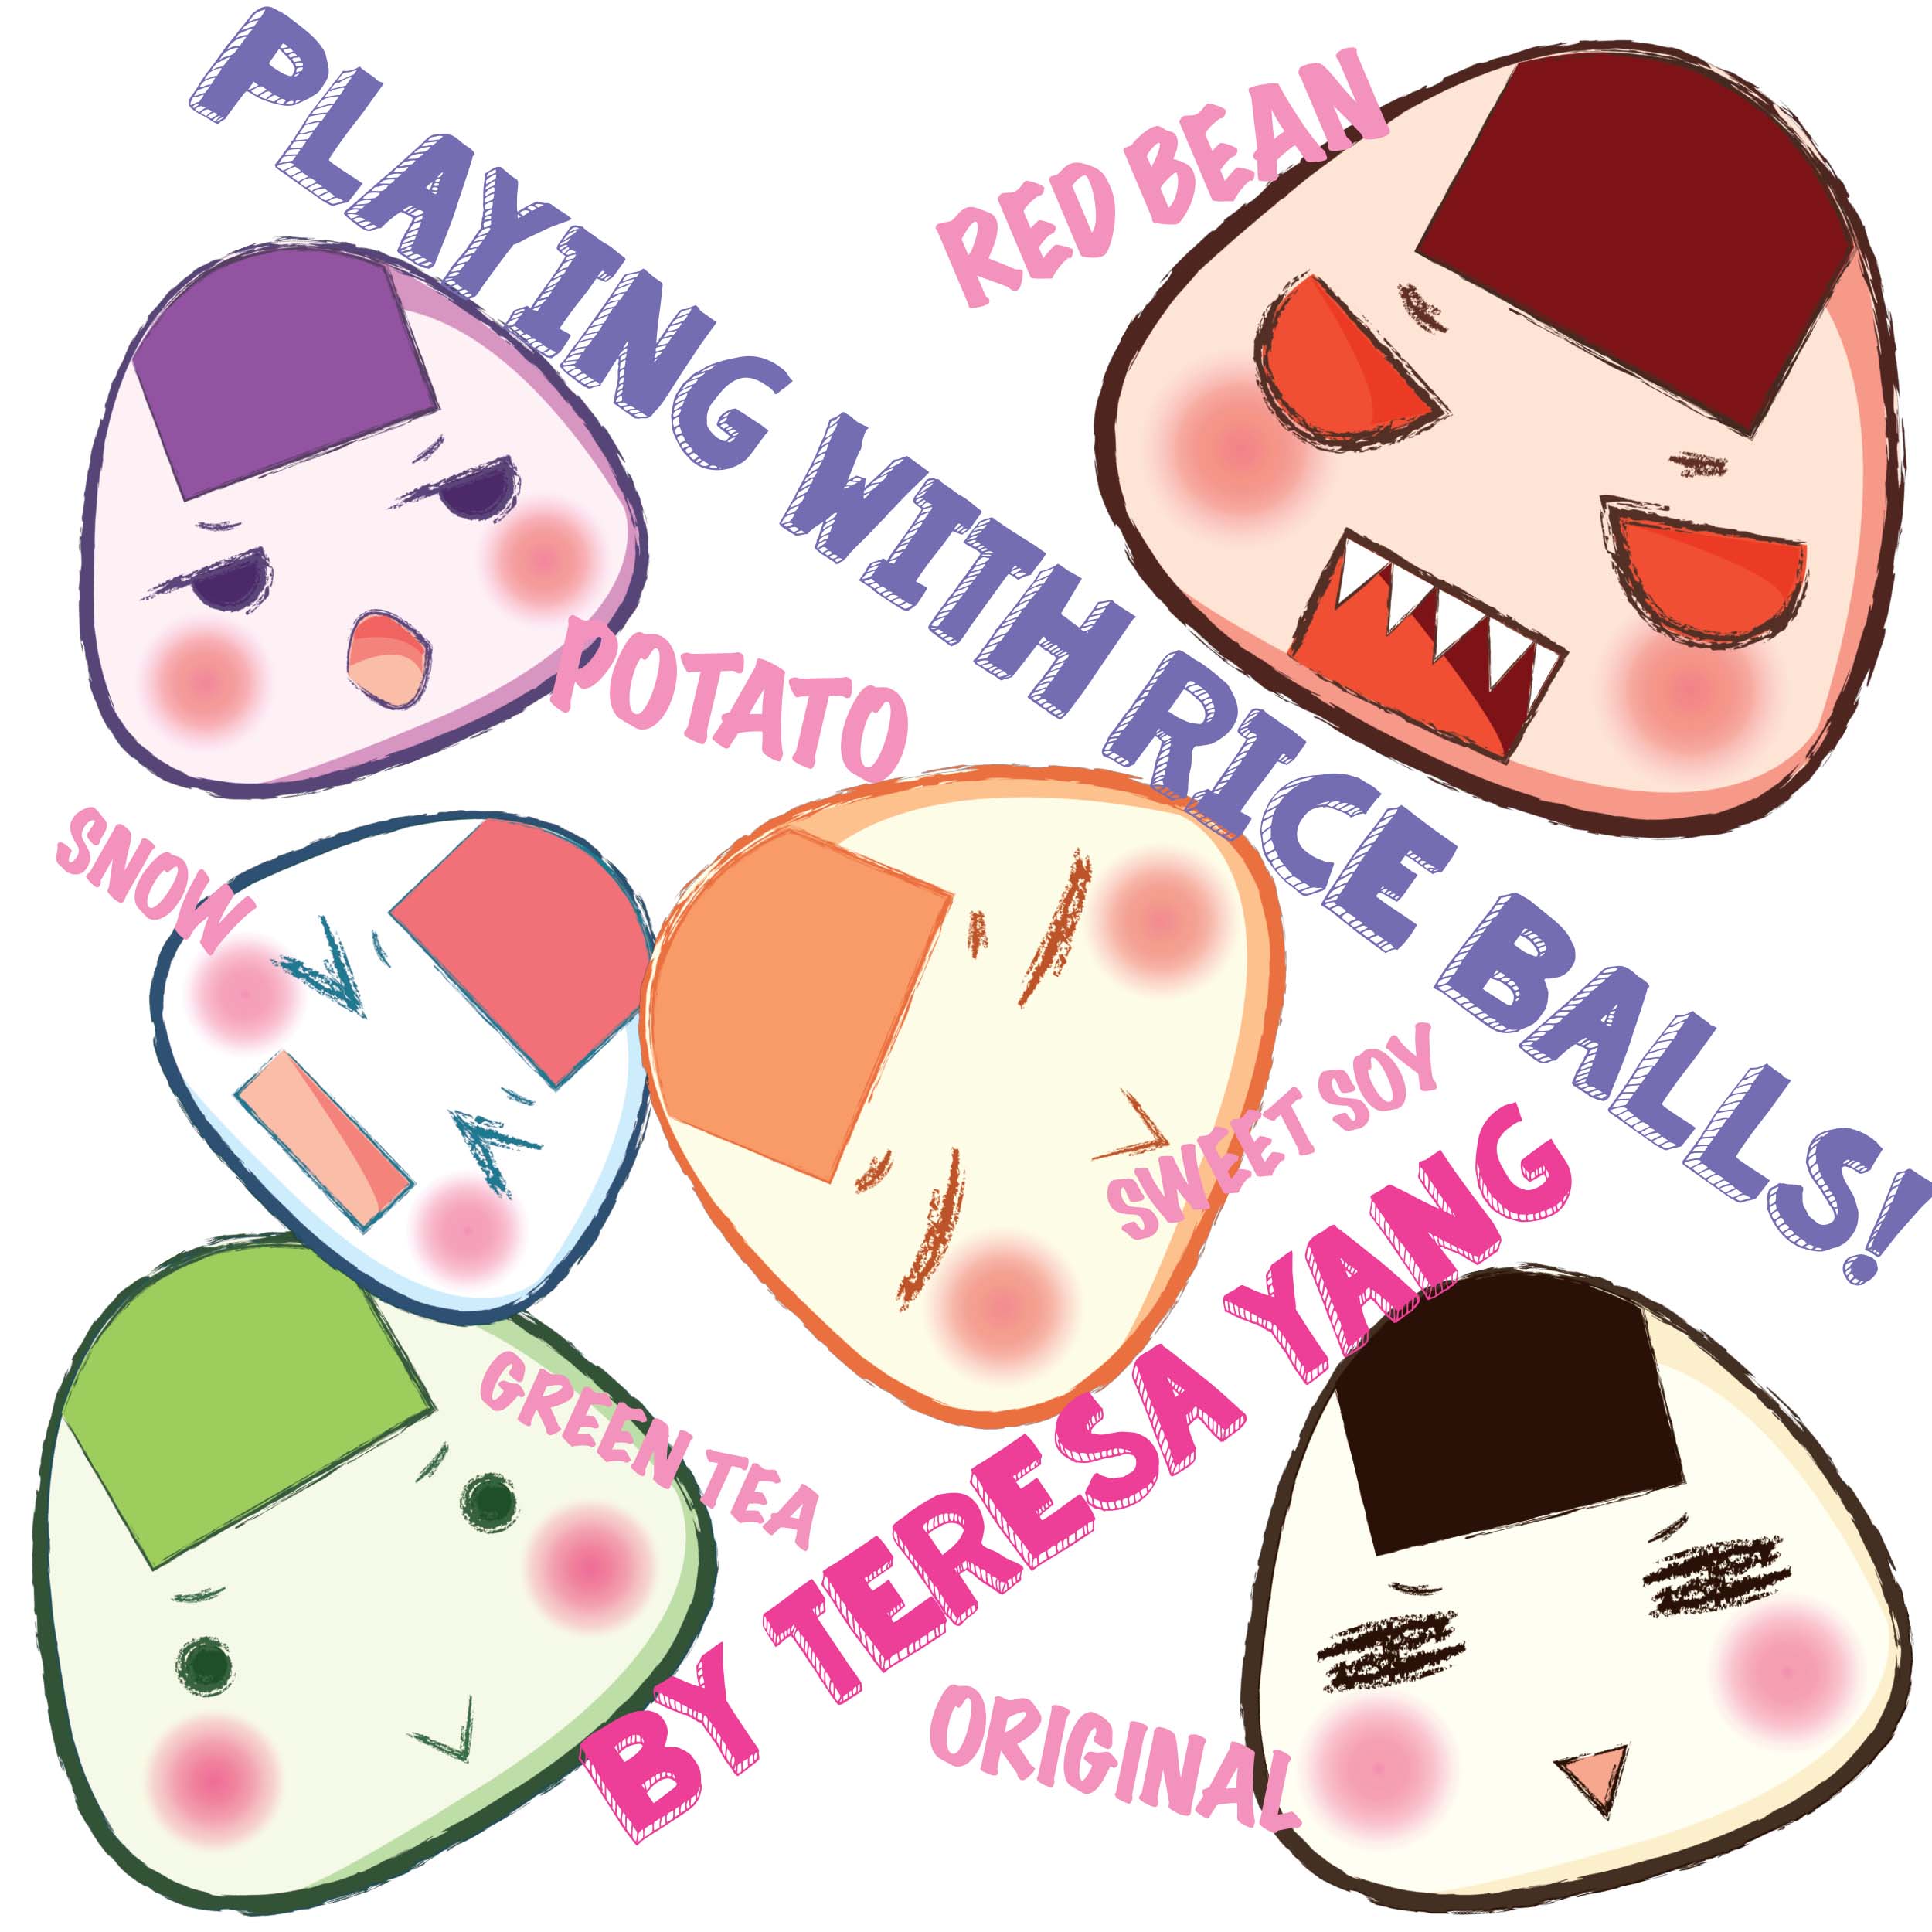 PLAYING WITH RICE BALLS!
RED BEAN
POTATO
SNOW
SWEET SOY
GREEN TEA
BY TERESA YANG
ORIGINAL